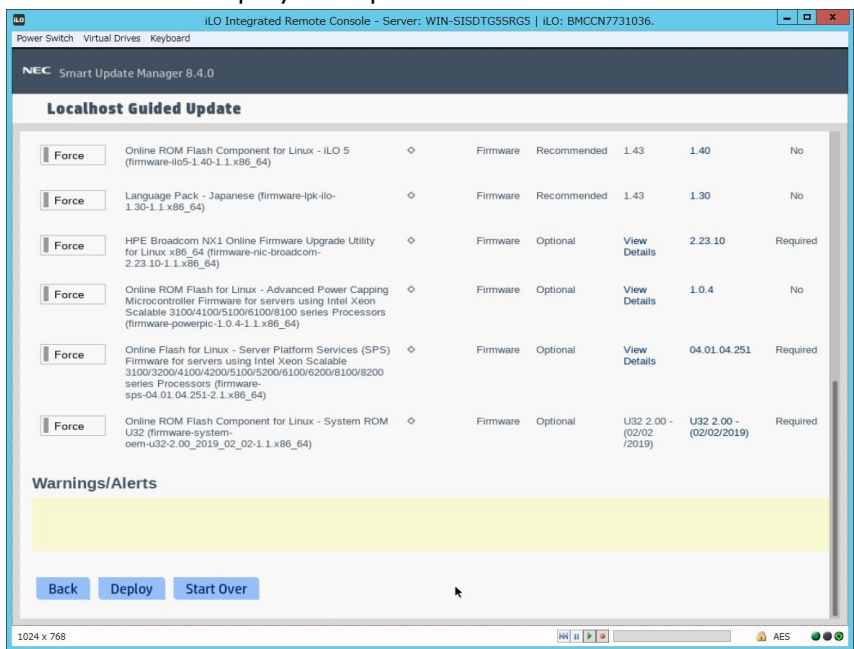 iLO Integrated Remote Console - Server: WIN-SISDTG5SRG5 | iLO: BMCCN7731036.
Power Switch Virtual Drives Keyboard
NEC Smart Update Manager 8.4.0
Localhost Guided Update
Force Online ROM Flash Component for Linux - iLO 5 Firmware Recommended 1.43 1.40 No
(firmware-ilo5-1.40-1.1.x86_64)
Force Language Pack - Japanese (firmware-lpk-ilo- Firmware Recommended 1.43 1.30 No
1.30-1.1.x86_64)
Force HPE Broadcom NX1 Online Firmware Upgrade Utility Firmware Optional View 2.23.10 Required
for Linux x86_64 (firmware-nic-broadcom- Details
2.23.10-1.1.x86_64)
Force Online ROM Flash for Linux - Advanced Power Capping Firmware Optional View 1.0.4 No
Microcontroller Firmware for servers using Intel Xeon Details
Scalable 3100/4100/5100/6100/8100 series Processors
(firmware-powerpic-1.0.4-1.1.x86_64)
Force Online Flash for Linux - Server Platform Services (SPS) Firmware Optional View 04.01.04.251 Required
Firmware for servers using Intel Xeon Scalable Details
3100/3200/4100/4200/5100/5200/6100/6200/8100/8200
series Processors (firmware-
sps-04.01.04.251-2.1.x86_64)
Force Online ROM Flash Component for Linux - System ROM Firmware Optional U32 2.00 - U32 2.00 - Required
U32 (firmware-system- (02/02 (02/02/2019)
oem-u32-2.00_2019_02_02-1.1.x86_64) /2019)
Warnings/Alerts
Back Deploy Start Over
1024 x 768 AES